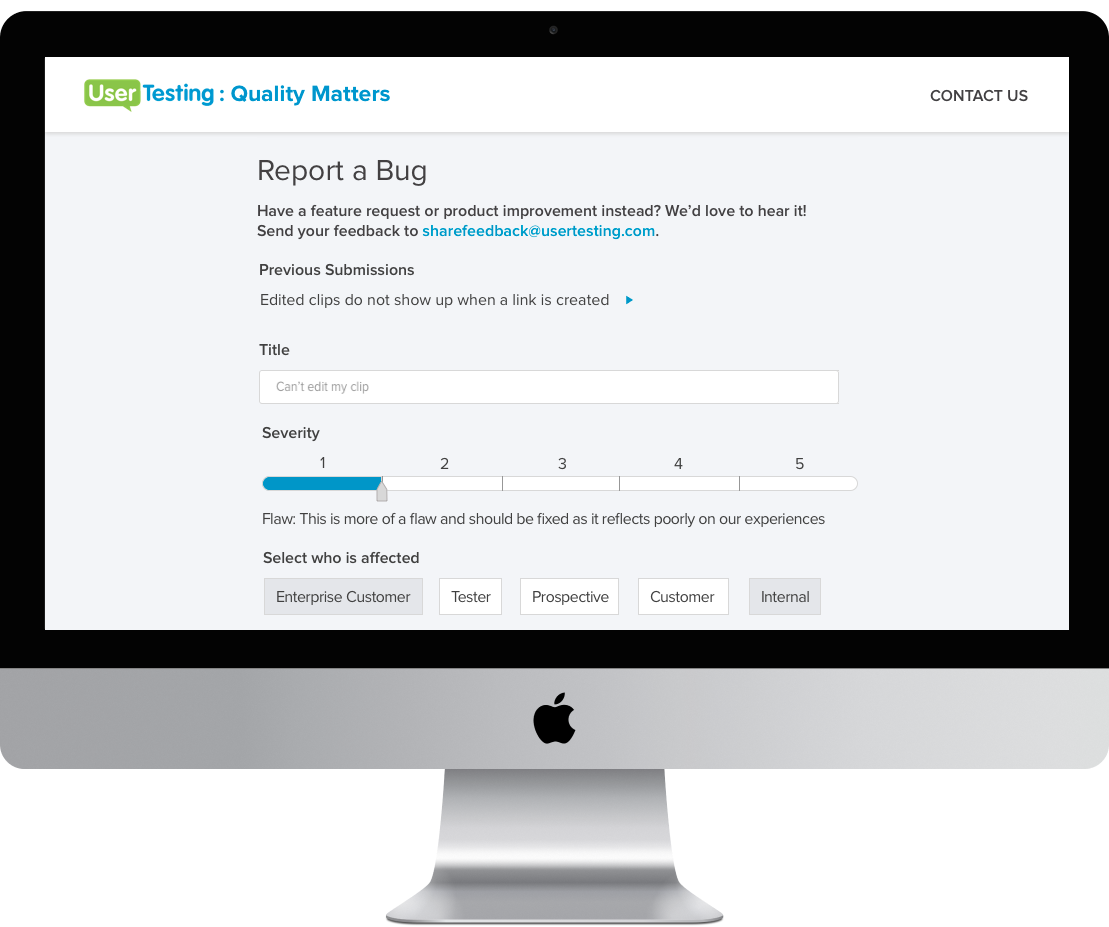 User Testing : Quality Matters
CONTACT US
Report a Bug
Have a feature request or product improvement instead? We'd love to hear it!
Send your feedback to sharefeedback@usertesting.com.
Previous Submissions
Edited clips do not show up when a link is created
Title
Can't edit my clip
Severity
1 2 3 4 5
Flaw: This is more of a flaw and should be fixed as it reflects poorly on our experiences
Select who is affected
Enterprise Customer Tester Prospective Customer Internal